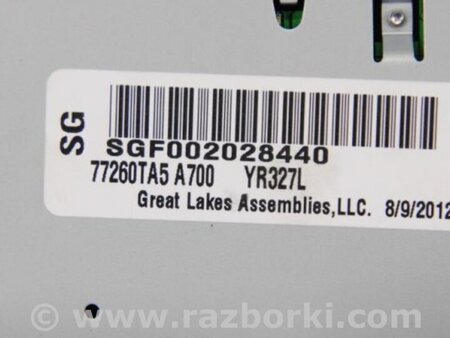 SG
SGF002028440
77260TA5 A700 YR327L
Great Lakes Assemblies,LLC. 8/9/2012
© www.razborki.com